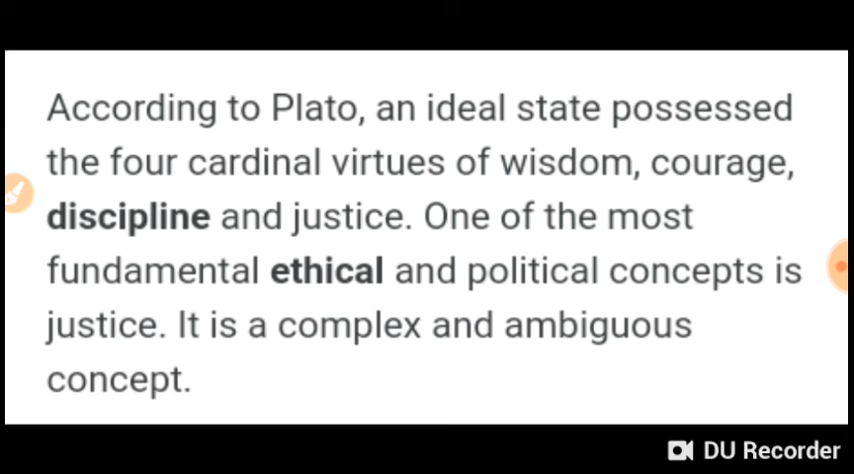 According to Plato, an ideal state possessed
the four cardinal virtues of wisdom, courage,
discipline and justice. One of the most
fundamental ethical and political concepts is
justice. It is a complex and ambiguous
concept.
DU Recorder